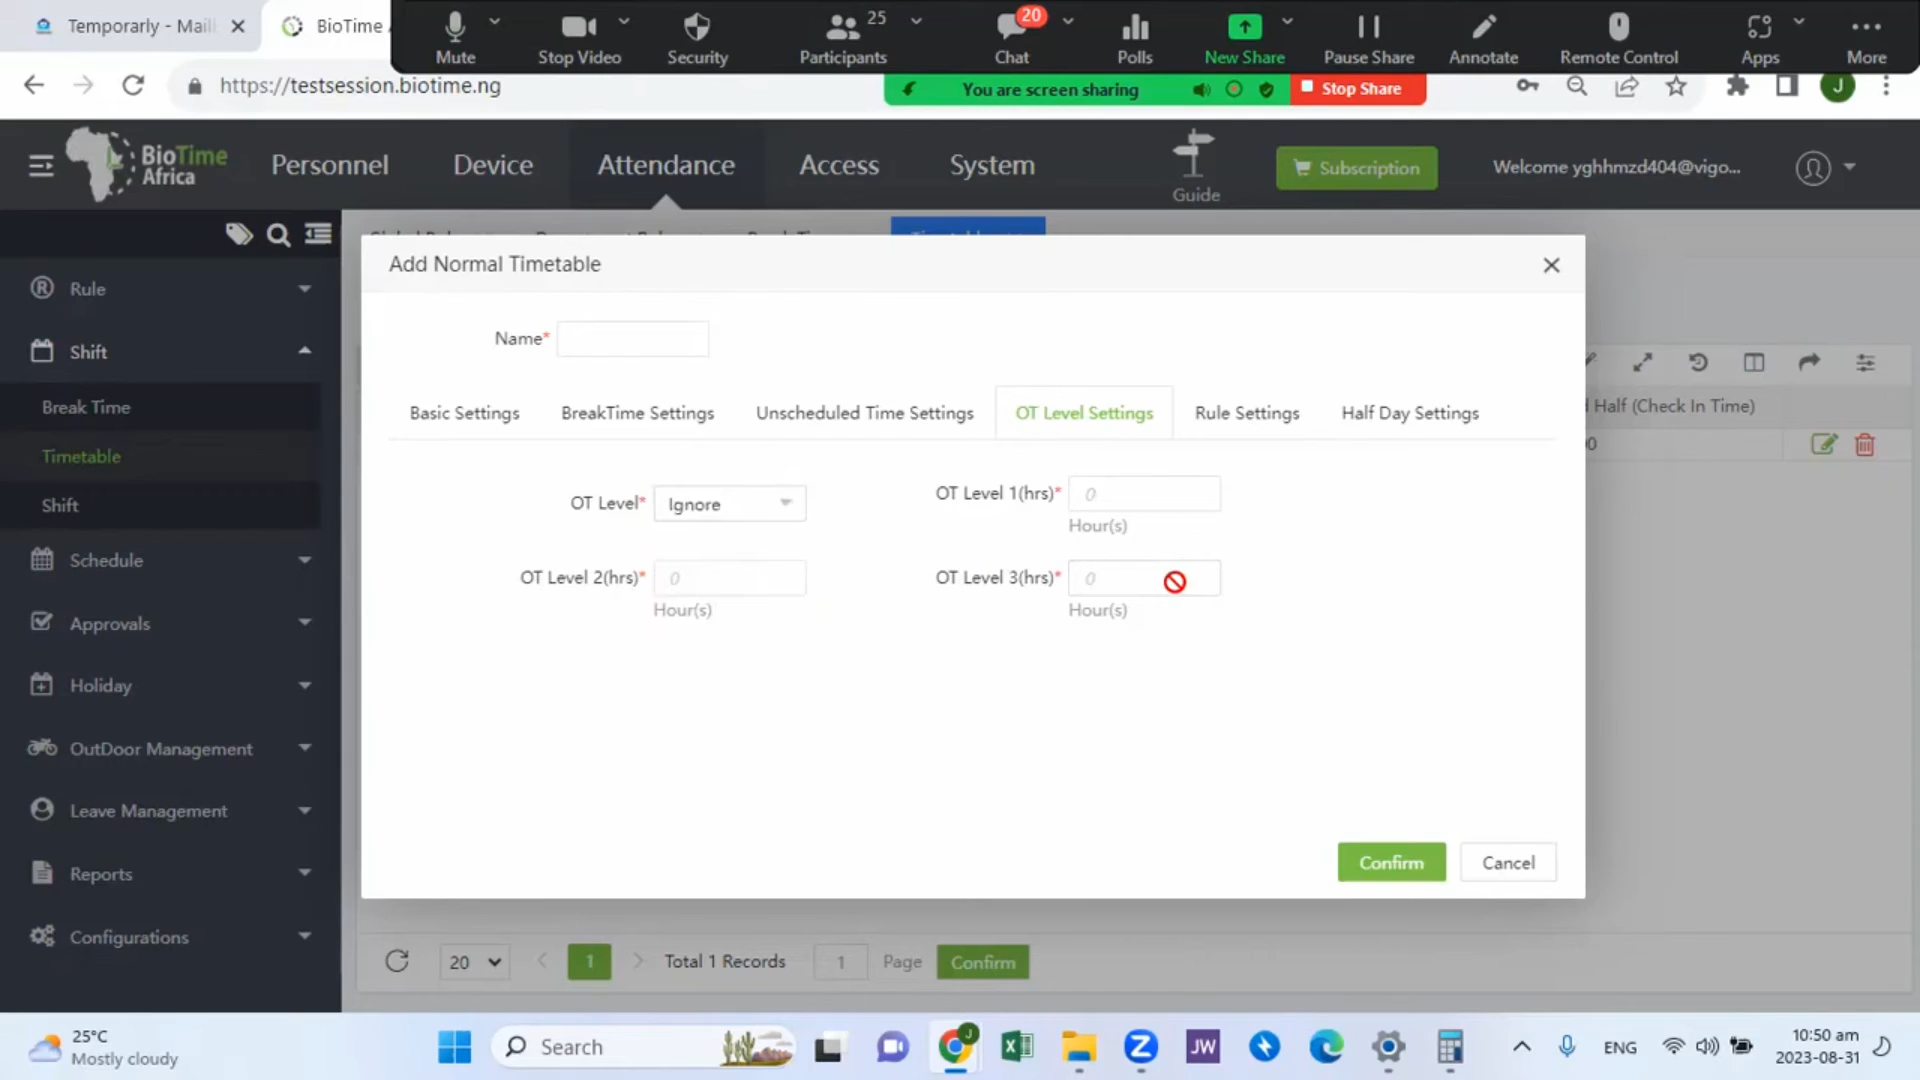 Temporarly - Mail
BioTime
25
20
Mute
Stop Video
Security
Participants
Chat
Polls
New Share
Pause Share
Annotate
Remote Control
Apps
More
https://testsession.biotime.ng
You are screen sharing
Stop Share
J
BioTime
Africa
Personnel
Device
Attendance
Access
System
Guide
Subscription
Welcome yghhmzd404@vigo...
Rule
Shift
Break Time
Timetable
Shift
Schedule
Approvals
Holiday
OutDoor Management
Leave Management
Reports
Configurations
Add Normal Timetable
Name*
Basic Settings
BreakTime Settings
Unscheduled Time Settings
OT Level Settings
Rule Settings
Half Day Settings
OT Level* Ignore
OT Level 1(hrs)* 0
Hour(s)
OT Level 2(hrs)* 0
Hour(s)
OT Level 3(hrs)* 0
Hour(s)
Confirm
Cancel
Half (Check In Time)
20
1
Total 1 Records
1
Page
Confirm
25°C
Mostly cloudy
Search
J
JW
ENG
10:50 am
2023-08-31